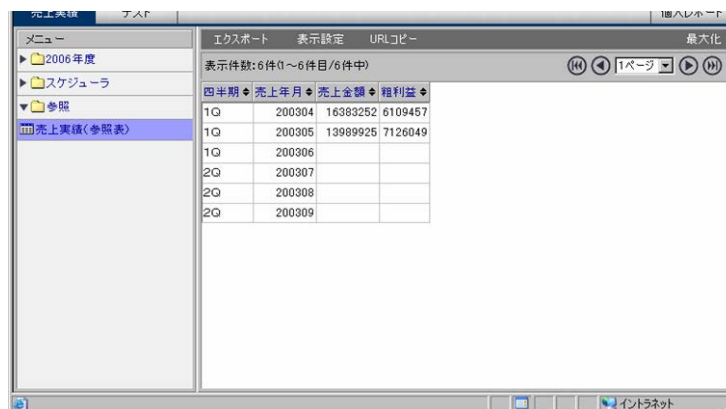 売上実績 テスト 個人レポート
メニュー
2006年度
スケジューラ
参照
売上実績(参照表)
エクスポート 表示設定 URLコピー 最大化
表示件数:6件(1~6件目/6件中) 1ページ
四半期 売上年月 売上金額 粗利益
1Q 200304 16383252 6109457
1Q 200305 13989925 7126049
1Q 200306
2Q 200307
2Q 200308
2Q 200309
イントラネット